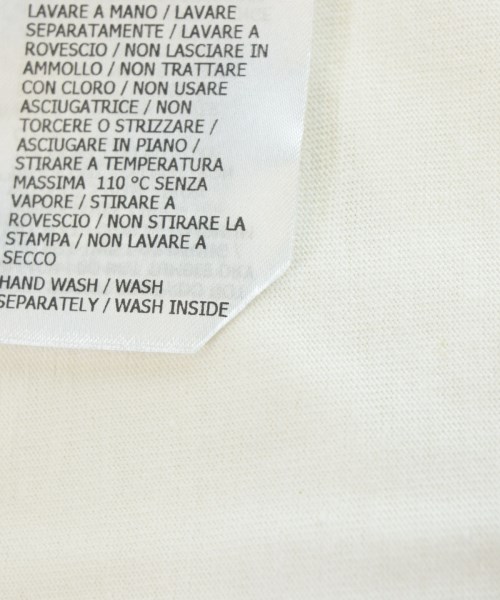 LAVARE A MANO / LAVARE
SEPARATAMENTE / LAVARE A
ROVESCIO / NON LASCIARE IN
AMMOLLO / NON TRATTARE
CON CLORO / NON USARE
ASCIUGATRICE / NON
TORCERE O STRIZZARE /
ASCIUGARE IN PIANO /
STIRARE A TEMPERATURA
MASSIMA 110 °C SENZA
VAPORE / STIRARE A
ROVESCIO / NON STIRARE LA
STAMPA / NON LAVARE A
SECCO
HAND WASH / WASH
SEPARATELY / WASH INSIDE